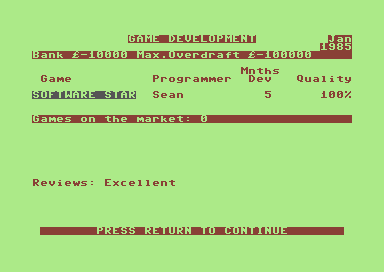 GAME DEVELOPMENT Jan
1985
Bank £-10000 Max.Overdraft £-100000
Mnths
Game Programmer Dev Quality
SOFTWARE STAR Sean 5 100%
Games on the market: 0
Reviews: Excellent
PRESS RETURN TO CONTINUE